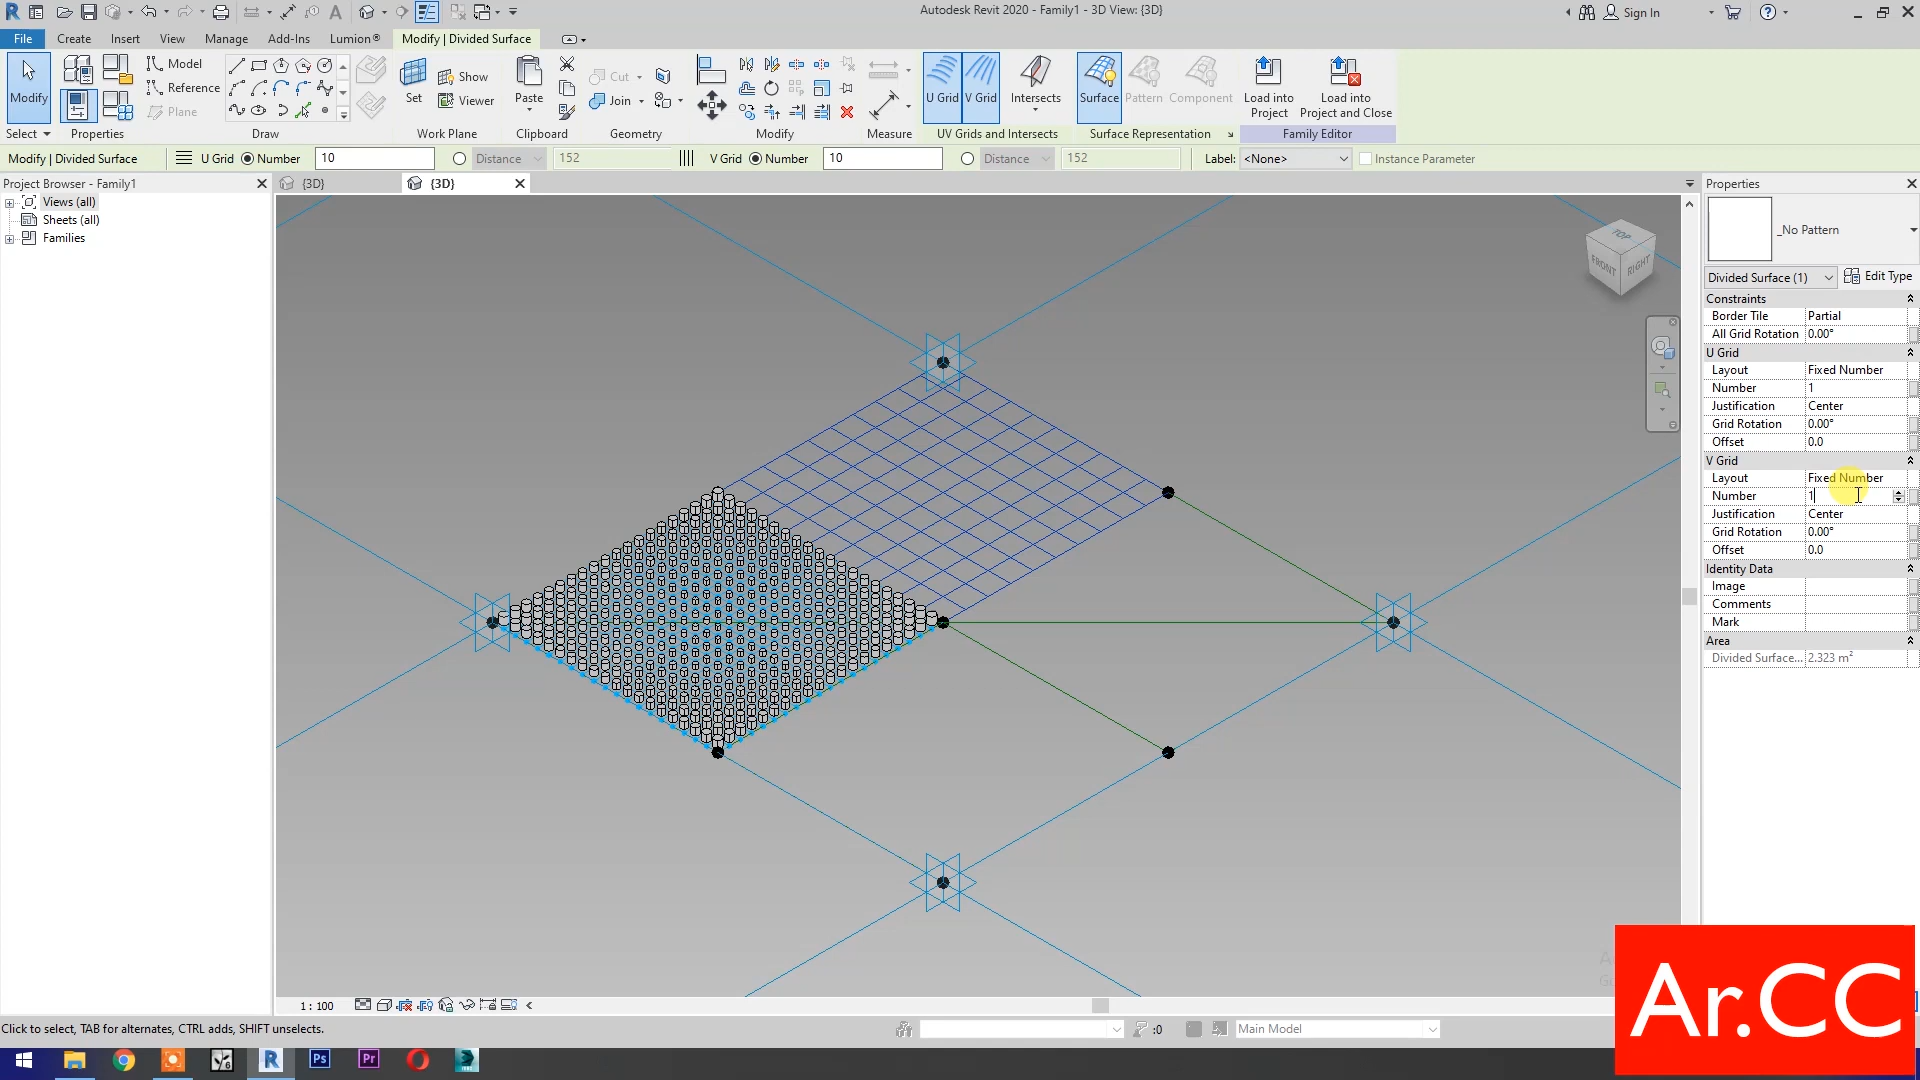 Autodesk Revit 2020 - Family1 - 3D View: {3D}
Sign In
File Create Insert View Manage Add-Ins Lumion® Modify | Divided Surface
Modify
Model
Reference
Plane
Set
Show
Viewer
Paste
Cut
Join
U Grid V Grid
Intersects
Surface Pattern Component
Load into
Project
Load into
Project and Close
Select Properties Draw Work Plane Clipboard Geometry Modify Measure UV Grids and Intersects Surface Representation Family Editor
Modify | Divided Surface U Grid Number 10 Distance 152 V Grid Number 10 Distance 152 Label: <None> Instance Parameter
Project Browser - Family1
{3D} {3D}
Views (all)
Sheets (all)
Families
TOP
FRONT
RIGHT
Properties
_No Pattern
Divided Surface (1) Edit Type
Constraints
Border Tile Partial
All Grid Rotation 0.00°
U Grid
Layout Fixed Number
Number 1
Justification Center
Grid Rotation 0.00°
Offset 0.0
V Grid
Layout Fixed Number
Number 1
Justification Center
Grid Rotation 0.00°
Offset 0.0
Identity Data
Image
Comments
Mark
Area
Divided Surface... 2.323 m²
1 : 100
Click to select, TAB for alternates, CTRL adds, SHIFT unselects.
:0
Main Model
Ar.CC
Ps
Pr
R